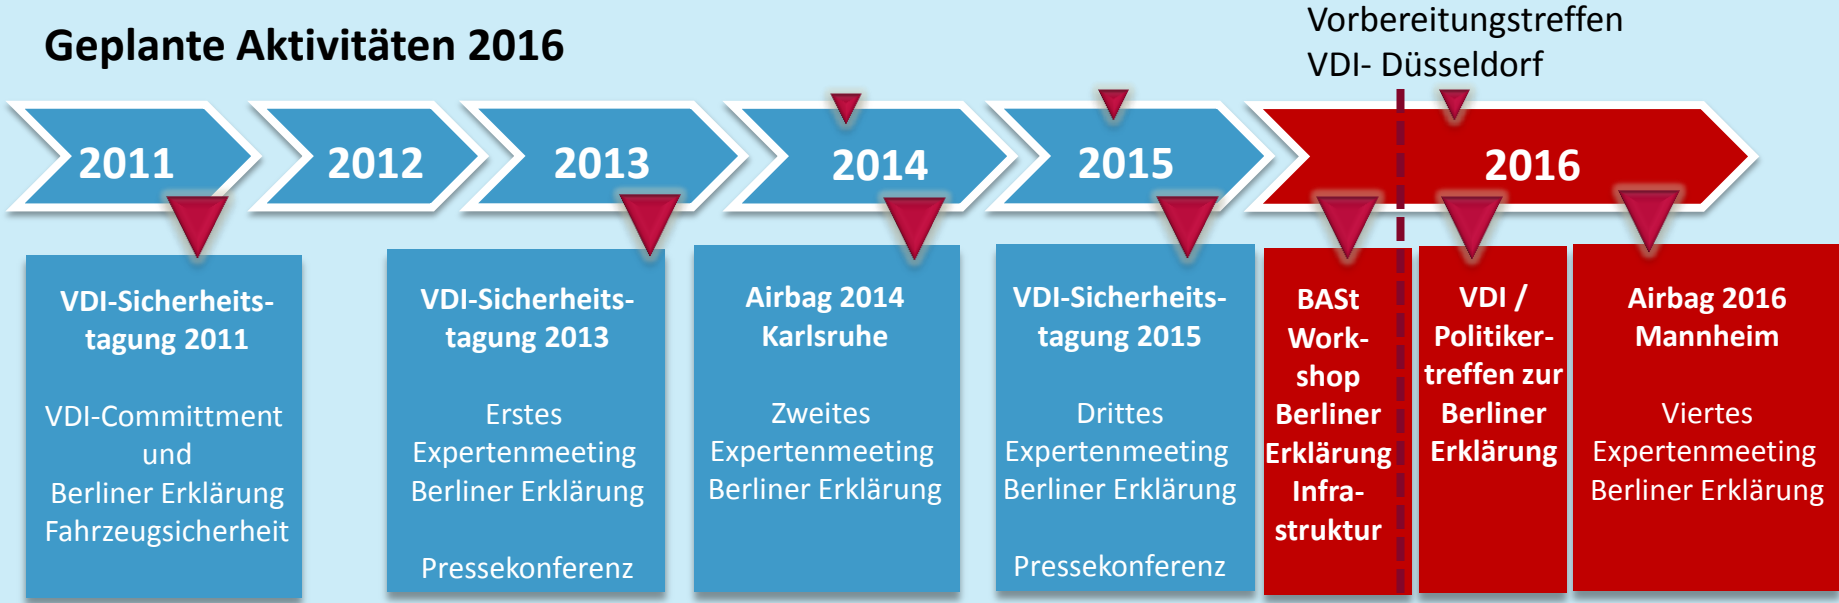 Geplante Aktivitäten 2016
Vorbereitungstreffen
VDI- Düsseldorf
2011
2012
2013
2014
2015
2016
VDI-Sicherheits-
tagung 2011
VDI-Committment
und
Berliner Erklärung
Fahrzeugsicherheit
VDI-Sicherheits-
tagung 2013
Erstes
Expertenmeeting
Berliner Erklärung
Pressekonferenz
Airbag 2014
Karlsruhe
Zweites
Expertenmeeting
Berliner Erklärung
VDI-Sicherheits-
tagung 2015
Drittes
Expertenmeeting
Berliner Erklärung
Pressekonferenz
BASt
Work-
shop
Berliner
Erklärung
Infra-
struktur
VDI /
Politiker-
treffen zur
Berliner
Erklärung
Airbag 2016
Mannheim
Viertes
Expertenmeeting
Berliner Erklärung